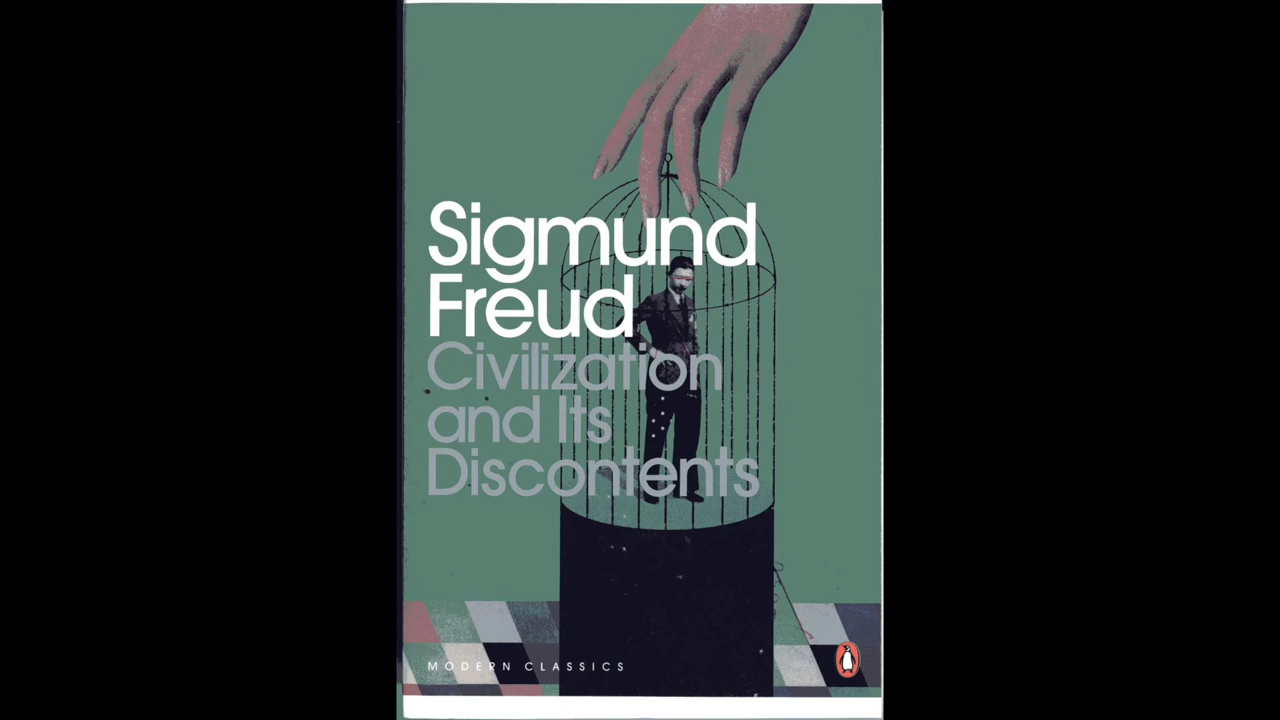 Sigmund
Freud
Civilization
and Its
Discontents
MODERN CLASSICS